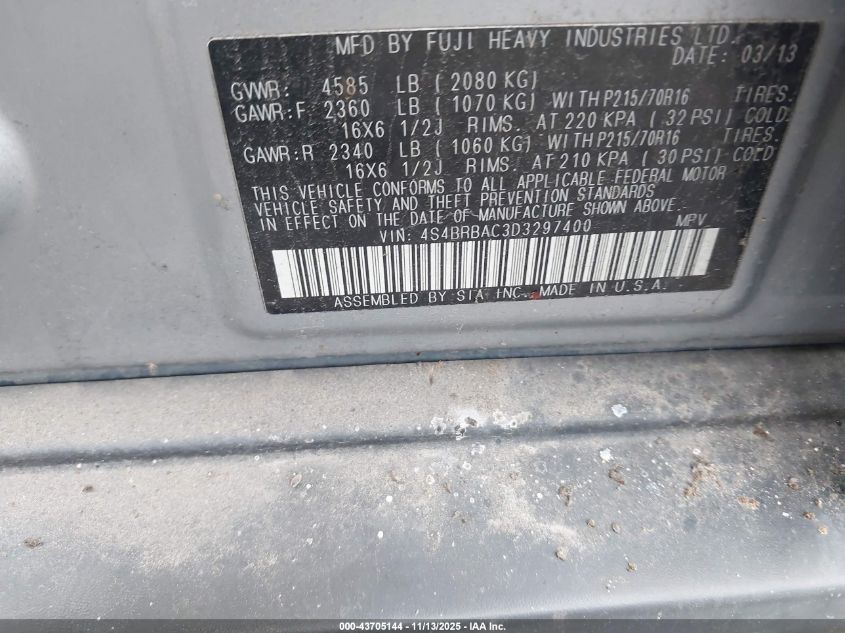 MFD BY FUJI HEAVY INDUSTRIES LTD.
DATE: 03/13
GVWR: 4585 LB (2080 KG)
GAWR:F 2360 LB (1070 KG) WITH P215/70R16 TIRES.
16X6 1/2J RIMS. AT 220 KPA (32 PSI) COLD.
GAWR:R 2340 LB (1060 KG) WITH P215/70R16 TIRES.
16X6 1/2J RIMS. AT 210 KPA (30 PSI) COLD
THIS VEHICLE CONFORMS TO ALL APPLICABLE FEDERAL MOTOR
VEHICLE SAFETY AND THEFT PREVENTION STANDARDS
IN EFFECT ON THE DATE OF MANUFACTURE SHOWN ABOVE.
VIN: 4S4BRBAC3D3297400 MPV
ASSEMBLED BY SIA INC. MADE IN U.S.A.
000-43705144 - 11/13/2025 - IAA Inc.